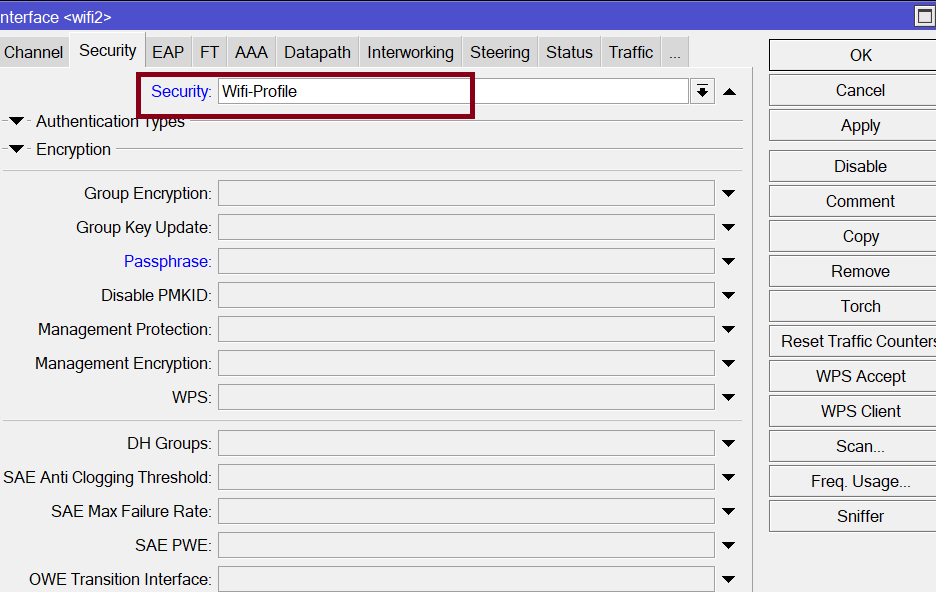 nterface <wifi2>
Channel Security EAP FT AAA Datapath Interworking Steering Status Traffic ...
Security: Wifi-Profile
Authentication Types
Encryption
Group Encryption:
Group Key Update:
Passphrase:
Disable PMKID:
Management Protection:
Management Encryption:
WPS:
DH Groups:
SAE Anti Clogging Threshold:
SAE Max Failure Rate:
SAE PWE:
OWE Transition Interface:
OK
Cancel
Apply
Disable
Comment
Copy
Remove
Torch
Reset Traffic Counters
WPS Accept
WPS Client
Scan...
Freq. Usage...
Sniffer